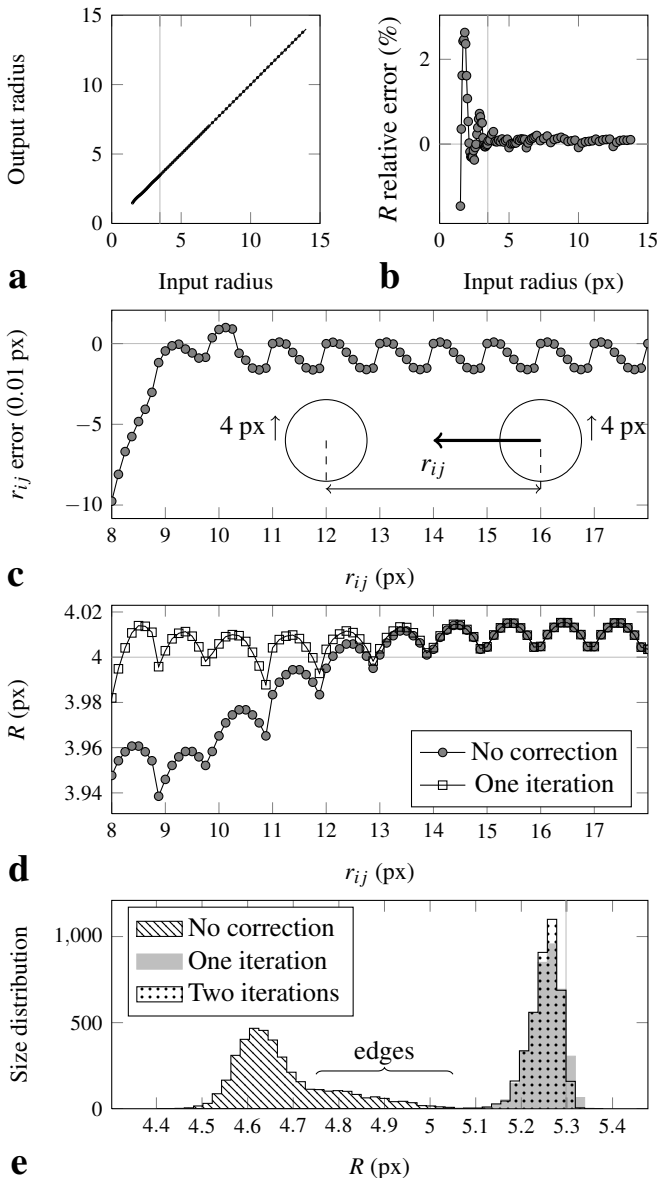 15
10
5
0
0
5
10
15
Output radius
Input radius
a
2
0
0
5
10
15
R relative error (%)
Input radius (px)
b
0
−5
−10
8
9
10
11
12
13
14
15
16
17
r_ij error (0.01 px)
4 px ↑
↑ 4 px
r_ij
r_ij (px)
c
4.02
4
3.98
3.96
3.94
8
9
10
11
12
13
14
15
16
17
R (px)
No correction
One iteration
r_ij (px)
d
1,000
500
0
4.4
4.5
4.6
4.7
4.8
4.9
5
5.1
5.2
5.3
5.4
Size distribution
No correction
One iteration
Two iterations
edges
R (px)
e